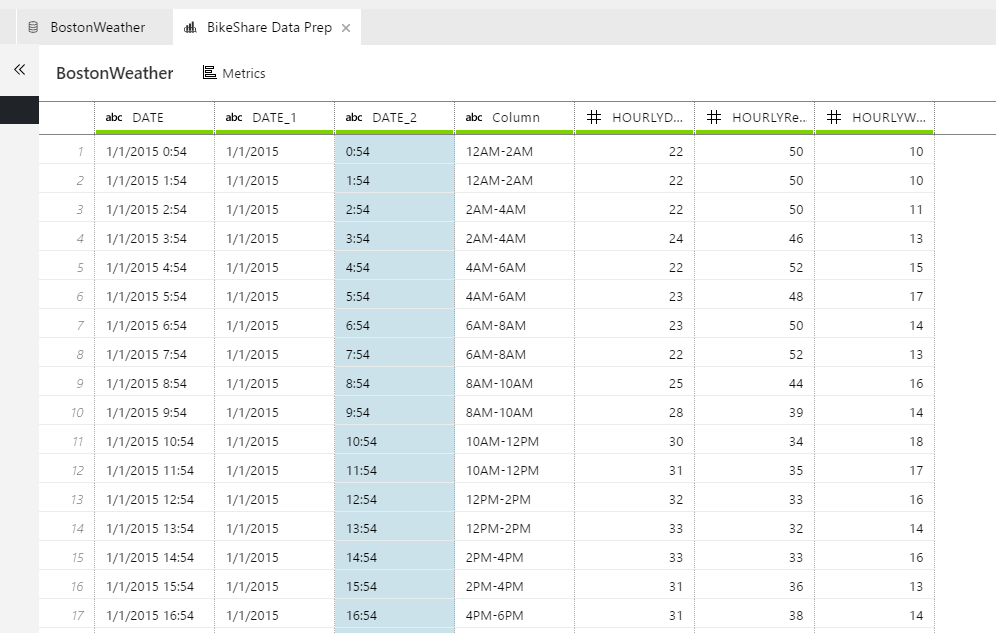 BostonWeather BikeShare Data Prep
BostonWeather Metrics
abc DATE abc DATE_1 abc DATE_2 abc Column # HOURLYD... # HOURLYRe... # HOURLYW...
1 1/1/2015 0:54 1/1/2015 0:54 12AM-2AM 22 50 10
2 1/1/2015 1:54 1/1/2015 1:54 12AM-2AM 22 50 10
3 1/1/2015 2:54 1/1/2015 2:54 2AM-4AM 22 50 11
4 1/1/2015 3:54 1/1/2015 3:54 2AM-4AM 24 46 13
5 1/1/2015 4:54 1/1/2015 4:54 4AM-6AM 22 52 15
6 1/1/2015 5:54 1/1/2015 5:54 4AM-6AM 23 48 17
7 1/1/2015 6:54 1/1/2015 6:54 6AM-8AM 23 50 14
8 1/1/2015 7:54 1/1/2015 7:54 6AM-8AM 22 52 13
9 1/1/2015 8:54 1/1/2015 8:54 8AM-10AM 25 44 16
10 1/1/2015 9:54 1/1/2015 9:54 8AM-10AM 28 39 14
11 1/1/2015 10:54 1/1/2015 10:54 10AM-12PM 30 34 18
12 1/1/2015 11:54 1/1/2015 11:54 10AM-12PM 31 35 17
13 1/1/2015 12:54 1/1/2015 12:54 12PM-2PM 32 33 16
14 1/1/2015 13:54 1/1/2015 13:54 12PM-2PM 33 32 14
15 1/1/2015 14:54 1/1/2015 14:54 2PM-4PM 33 33 16
16 1/1/2015 15:54 1/1/2015 15:54 2PM-4PM 31 36 13
17 1/1/2015 16:54 1/1/2015 16:54 4PM-6PM 31 38 14